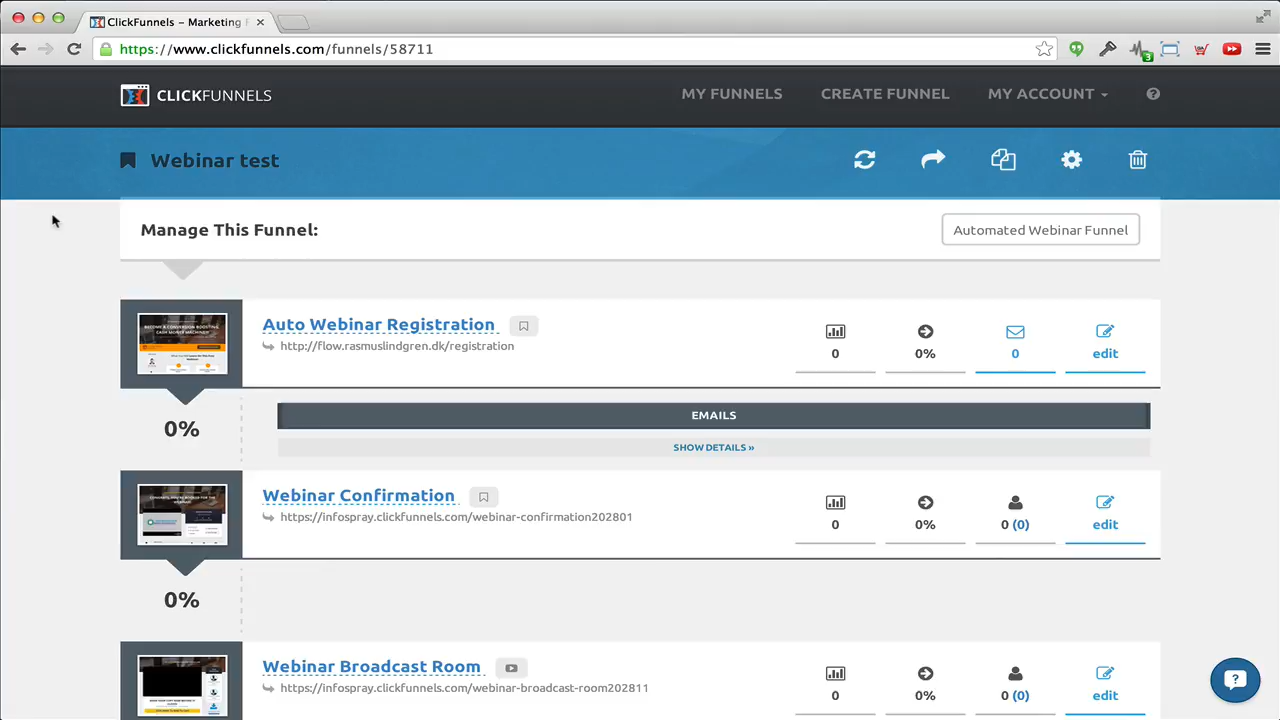 ClickFunnels – Marketing F
https://www.clickfunnels.com/funnels/58711
3
CLICKFUNNELS
MY FUNNELS
CREATE FUNNEL
MY ACCOUNT
Webinar test
Manage This Funnel:
Automated Webinar Funnel
Auto Webinar Registration
http://flow.rasmuslindgren.dk/registration
0
0%
0
edit
0%
EMAILS
SHOW DETAILS »
Webinar Confirmation
https://infospray.clickfunnels.com/webinar-confirmation202801
0
0%
0 (0)
edit
0%
Webinar Broadcast Room
https://infospray.clickfunnels.com/webinar-broadcast-room202811
0
0%
0 (0)
edit